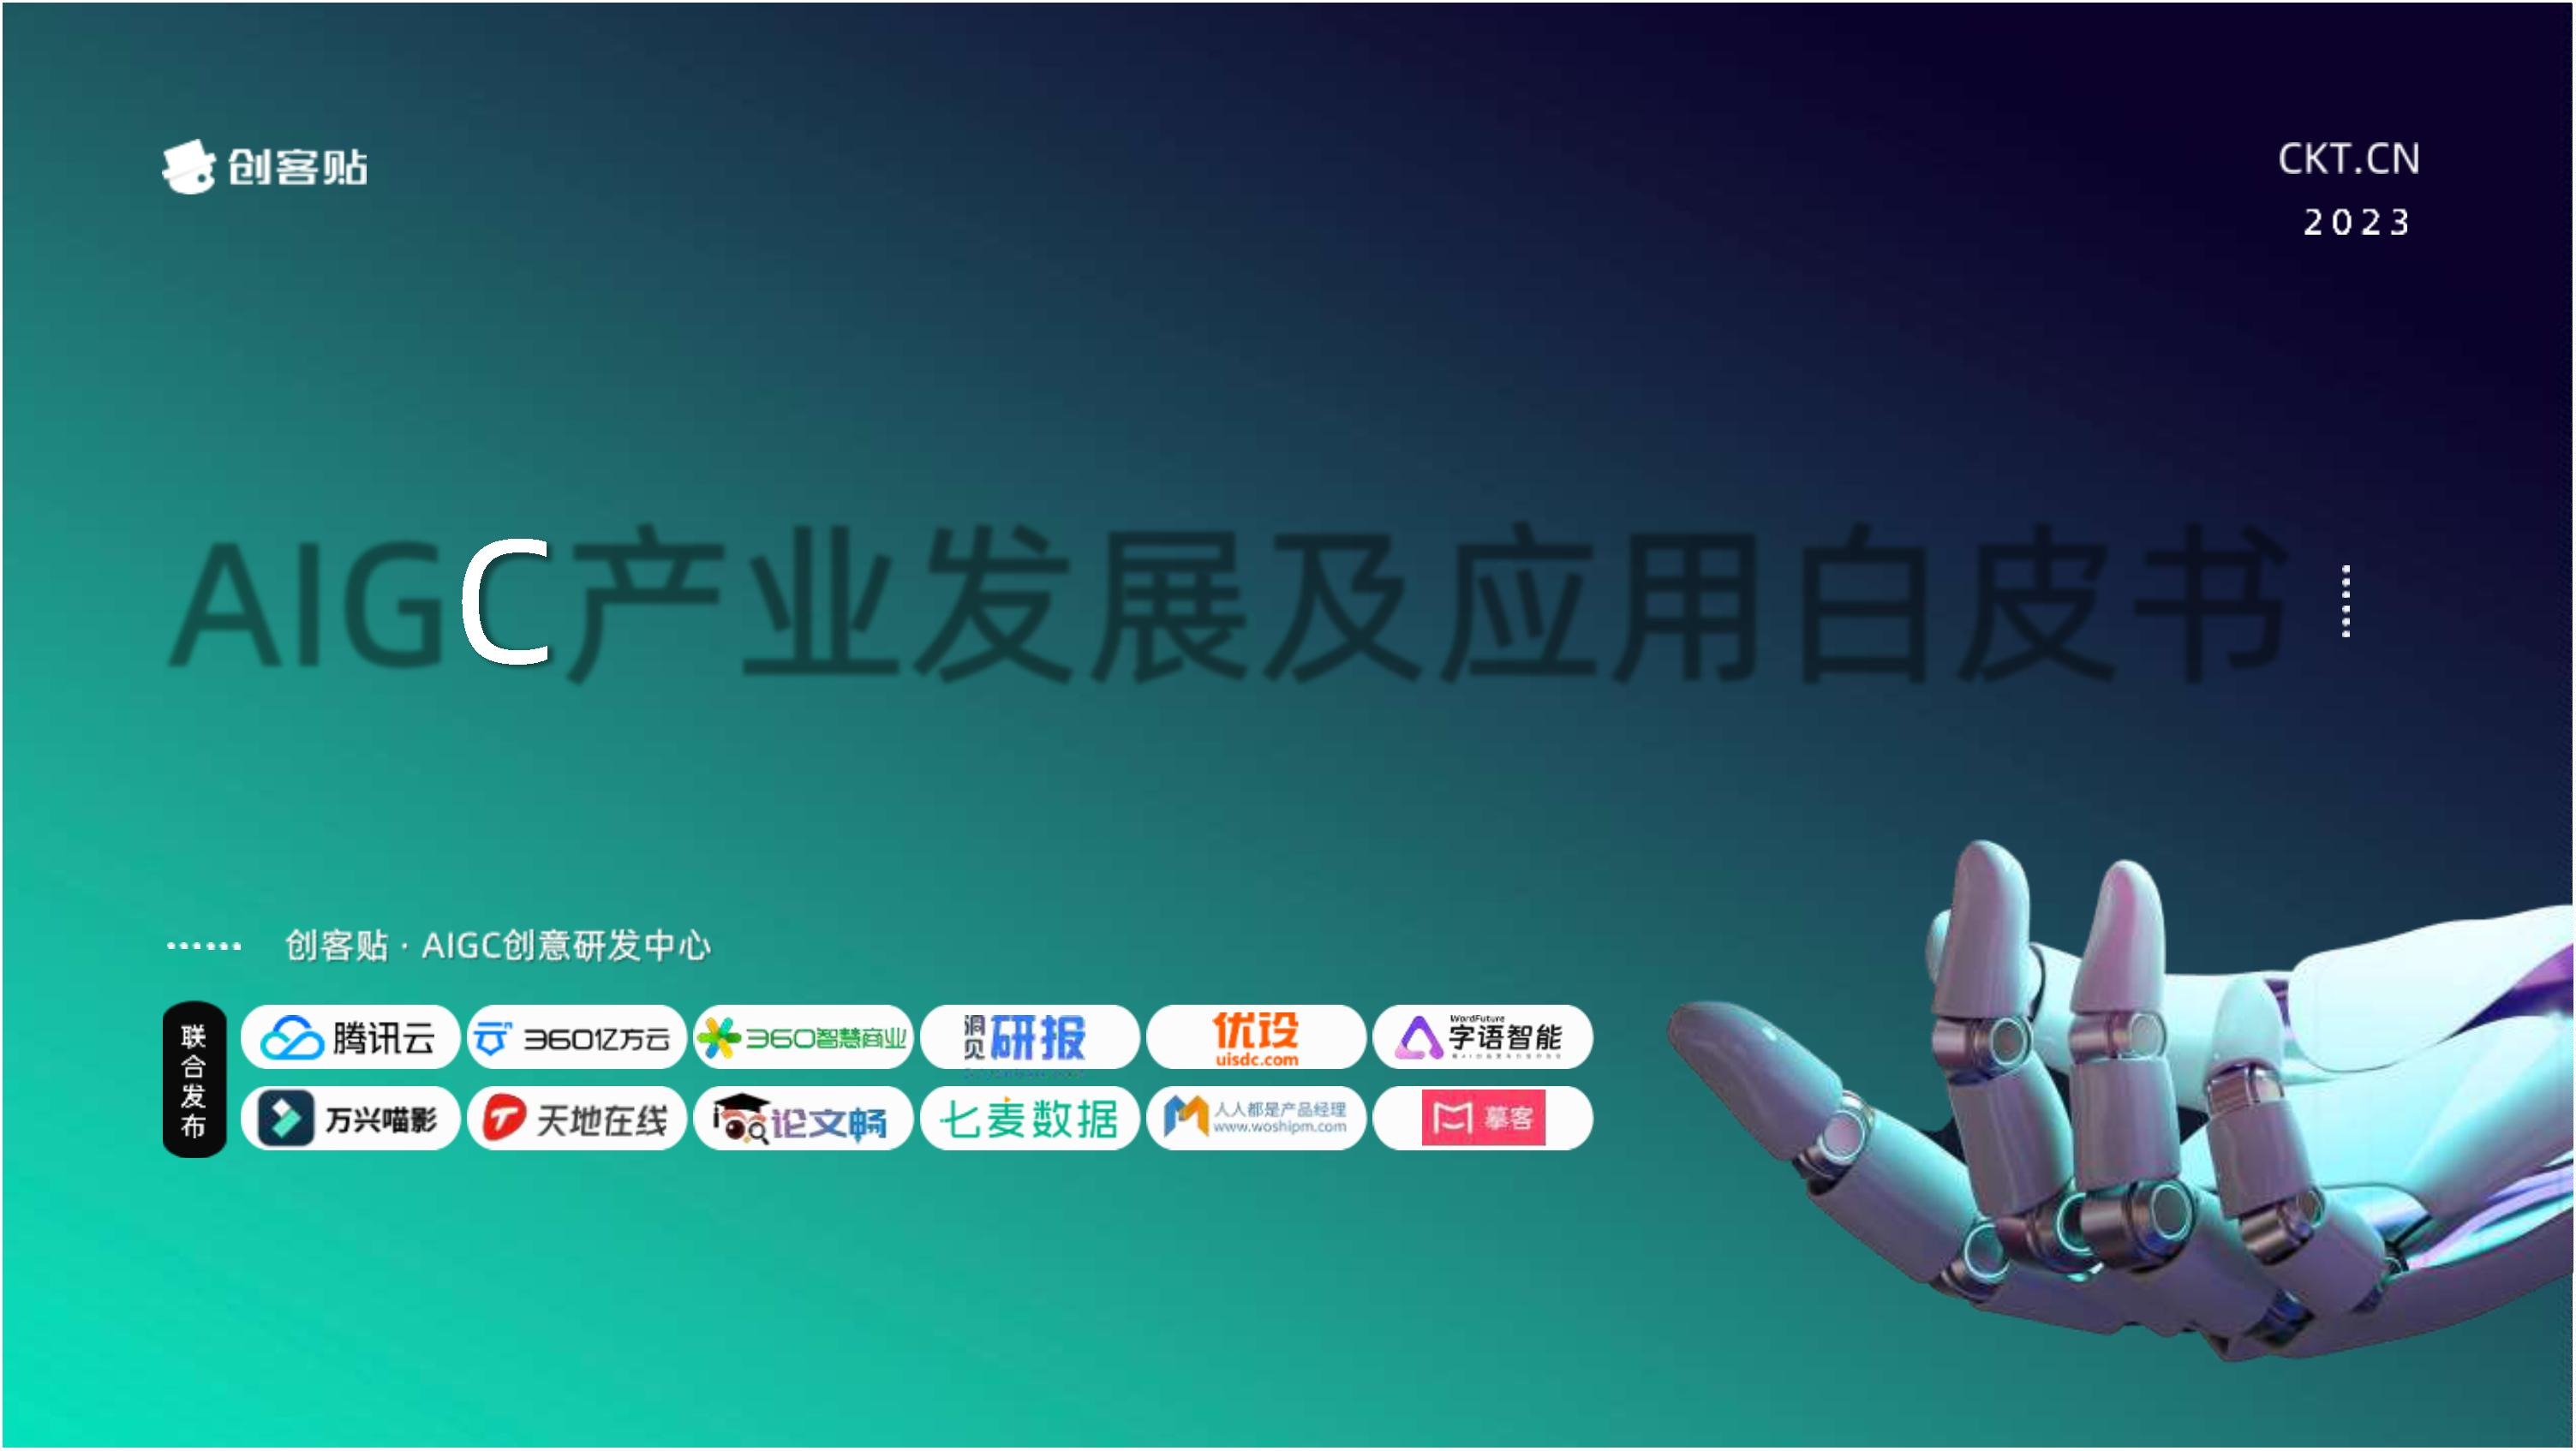 创客贴
CKT.CN
2023
AIGC产业发展及应用白皮书
创客贴 · AIGC创意研发中心
联合发布
腾讯云
360亿方云
360智慧商业
洞见研报
优设
uisdc.com
WordFuture
字语智能
万兴喵影
天地在线
论文畅
七麦数据
人人都是产品经理
www.woshipm.com
摹客